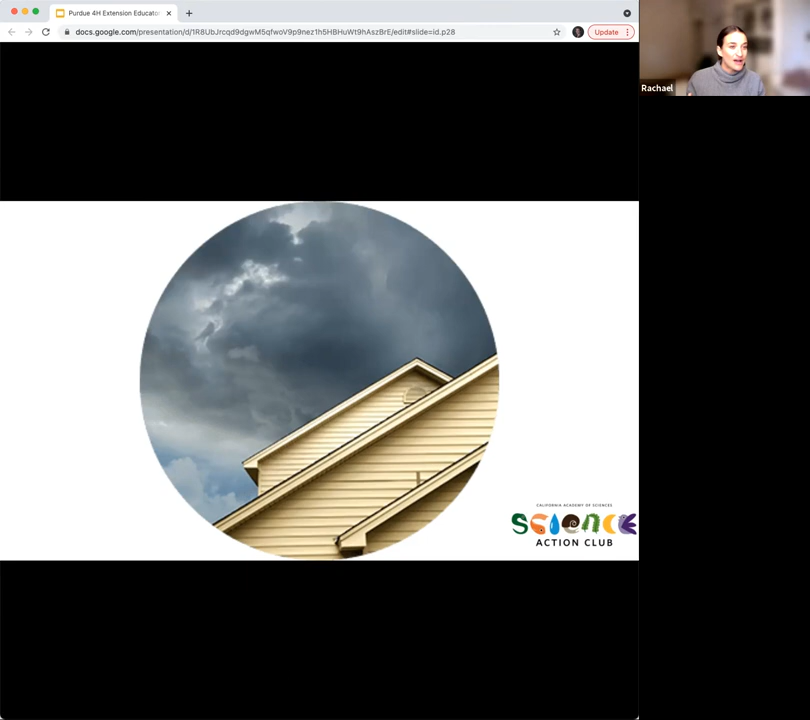 Purdue 4H Extension Educator
docs.google.com/presentation/d/1R8UbJrcqd9dgwM5qfwoV9p9nez1h5HBHuWt9hAszBrE/edit#slide=id.p28
Update
Rachael
CALIFORNIA ACADEMY OF SCIENCES
SCIENCE
ACTION CLUB